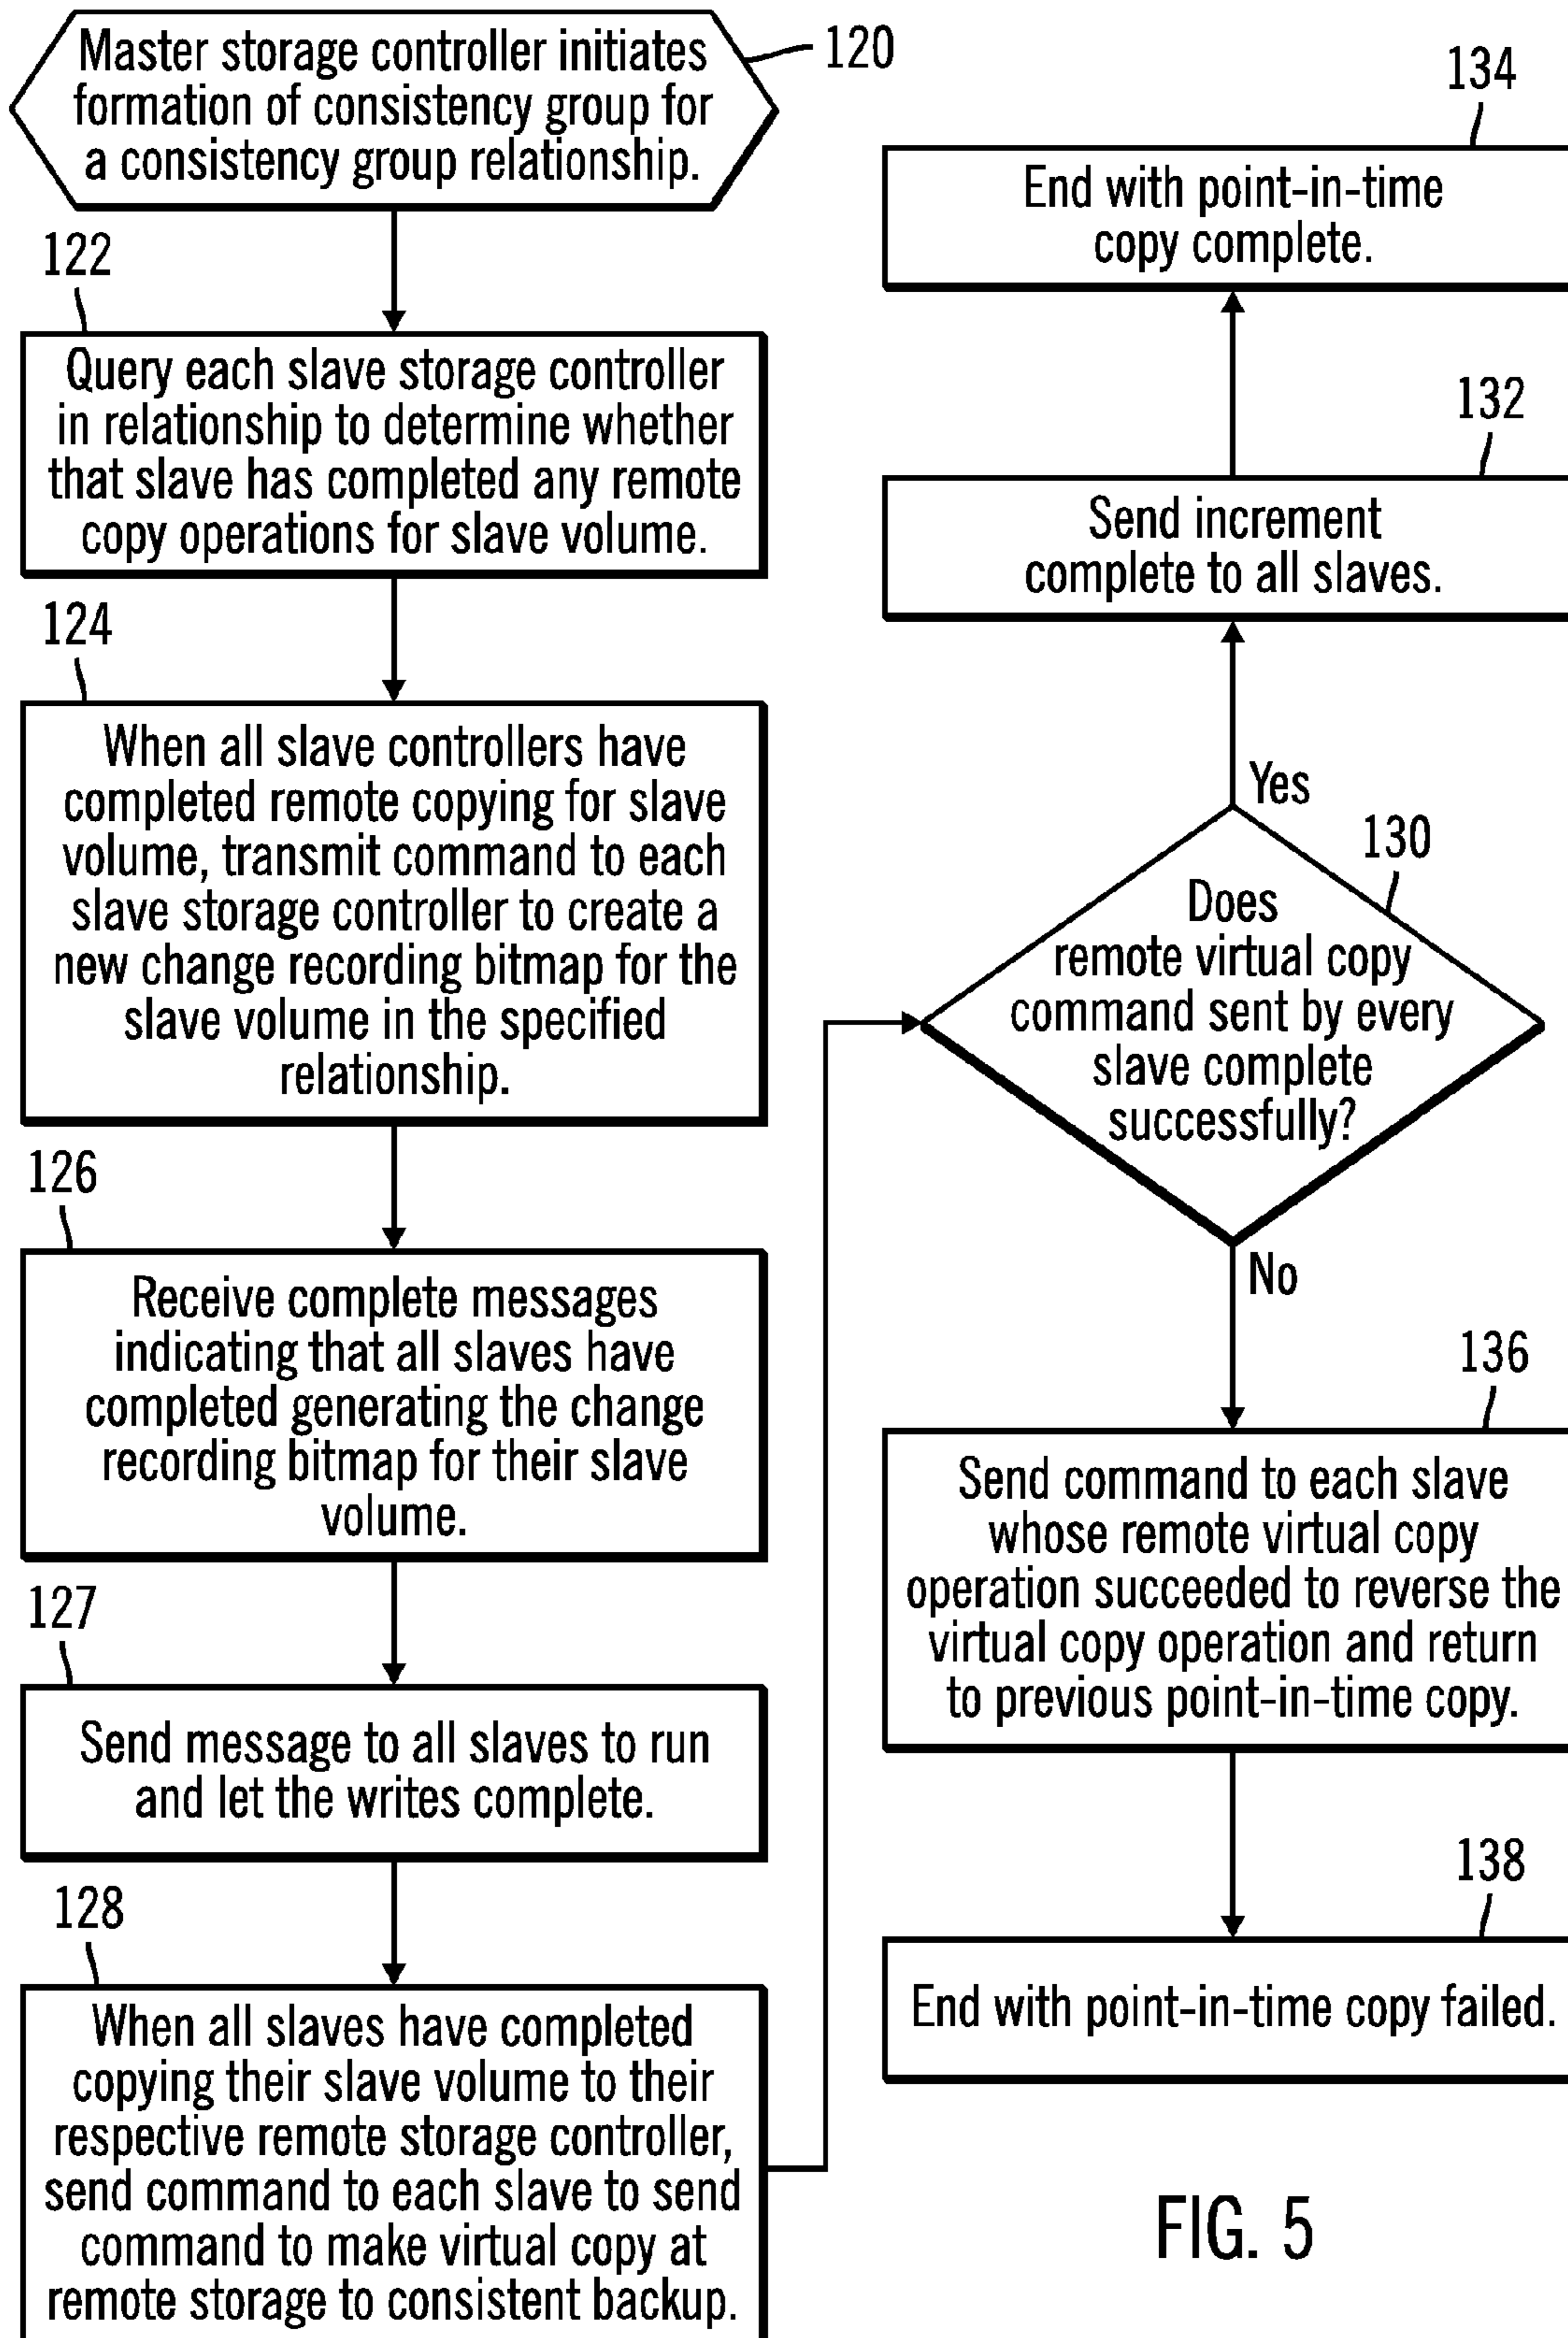 Master storage controller initiates
formation of consistency group for
a consistency group relationship.
120
122
Query each slave storage controller
in relationship to determine whether
that slave has completed any remote
copy operations for slave volume.
124
When all slave controllers have
completed remote copying for slave
volume, transmit command to each
slave storage controller to create a
new change recording bitmap for the
slave volume in the specified
relationship.
126
Receive complete messages
indicating that all slaves have
completed generating the change
recording bitmap for their slave
volume.
127
Send message to all slaves to run
and let the writes complete.
128
When all slaves have completed
copying their slave volume to their
respective remote storage controller,
send command to each slave to send
command to make virtual copy at
remote storage to consistent backup.
134
End with point-in-time
copy complete.
132
Send increment
complete to all slaves.
Yes
130
Does
remote virtual copy
command sent by every
slave complete
successfully?
No
136
Send command to each slave
whose remote virtual copy
operation succeeded to reverse the
virtual copy operation and return
to previous point-in-time copy.
138
End with point-in-time copy failed.
FIG. 5